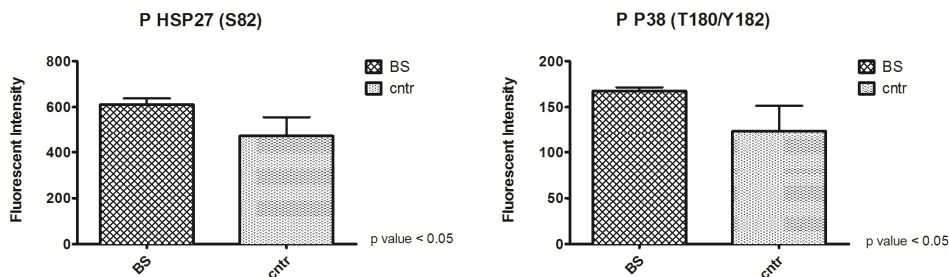 P HSP27 (S82)
800
600
400
200
0
Fluorescent Intensity
BS
cntr
BS
cntr
p value < 0.05
P P38 (T180/Y182)
200
150
100
50
0
Fluorescent Intensity
BS
cntr
BS
cntr
p value < 0.05